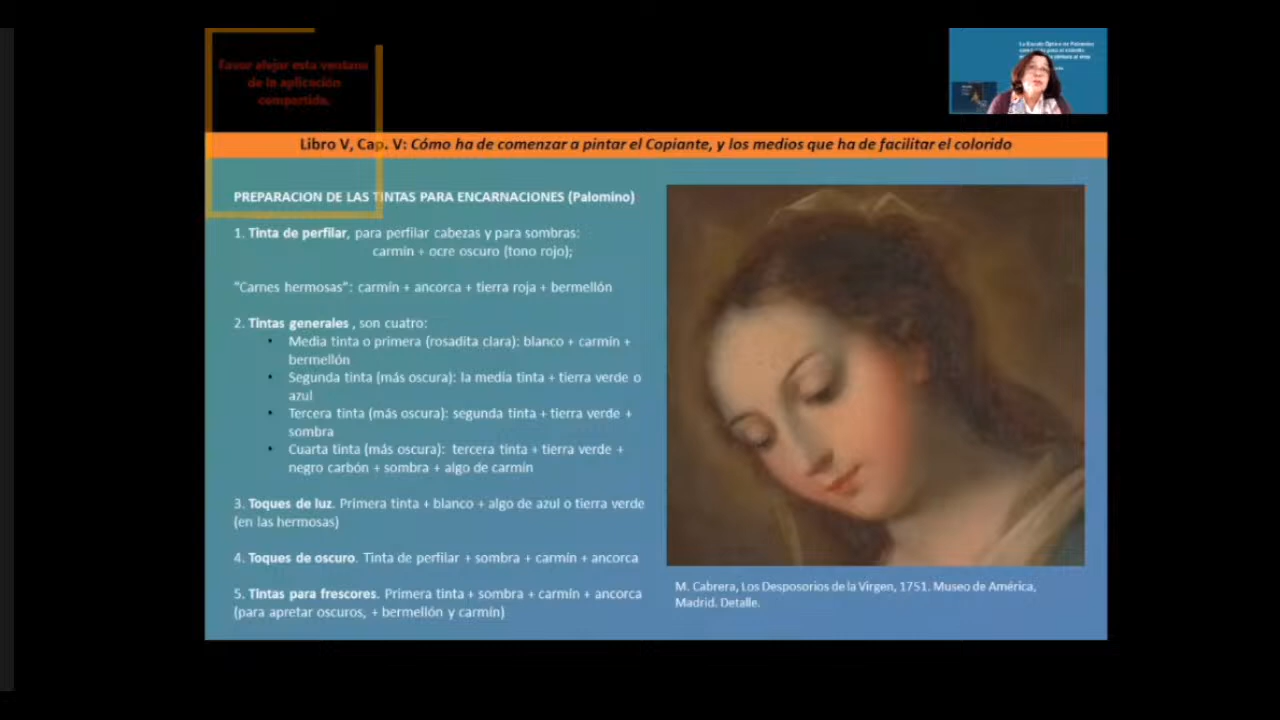 Favor alejar esta ventana
de la aplicación
compartida.
Libro V, Cap. V: Cómo ha de comenzar a pintar el Copiante, y los medios que ha de facilitar el colorido
PREPARACION DE LAS TINTAS PARA ENCARNACIONES (Palomino)
1. Tinta de perfilar, para perfilar cabezas y para sombras:
carmín + ocre oscuro (tono rojo);
"Carnes hermosas": carmín + ancorca + tierra roja + bermellón
2. Tintas generales , son cuatro:
• Media tinta o primera (rosadita clara): blanco + carmín +
bermellón
• Segunda tinta (más oscura): la media tinta + tierra verde o
azul
• Tercera tinta (más oscura): segunda tinta + tierra verde +
sombra
• Cuarta tinta (más oscura): tercera tinta + tierra verde +
negro carbón + sombra + algo de carmín
3. Toques de luz. Primera tinta + blanco + algo de azul o tierra verde
(en las hermosas)
4. Toques de oscuro. Tinta de perfilar + sombra + carmín + ancorca
5. Tintas para frescores. Primera tinta + sombra + carmín + ancorca
(para apretar oscuros, + bermellón y carmín)
M. Cabrera, Los Desposorios de la Virgen, 1751. Museo de América,
Madrid. Detalle.